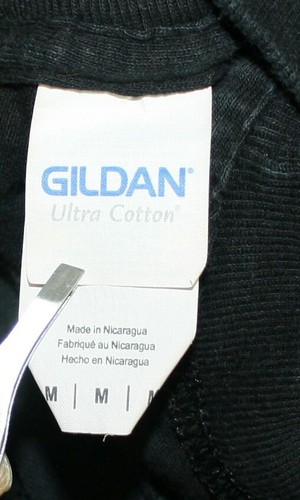 GILDAN®
Ultra Cotton®
Made in Nicaragua
Fabriqué au Nicaragua
Hecho en Nicaragua
M | M | M